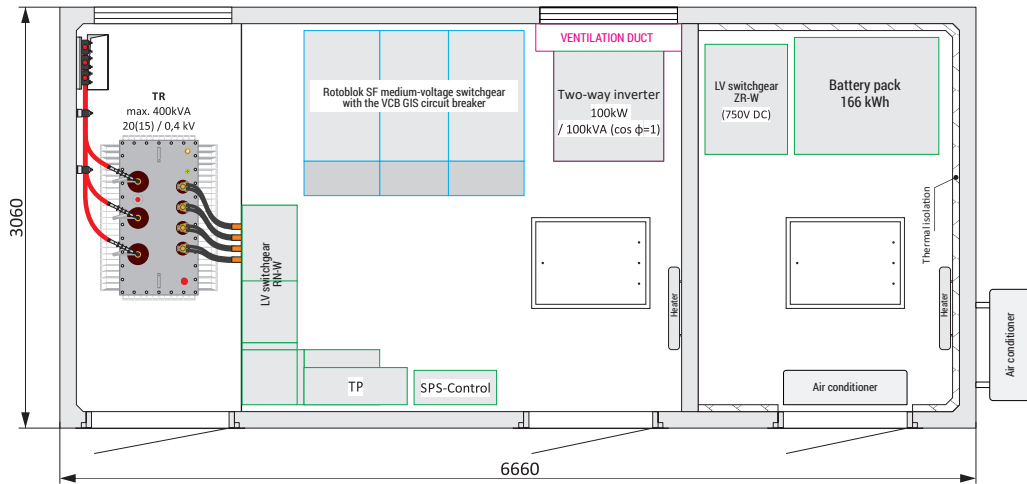 VENTILATION DUCT
TR
max. 400kVA
20(15) / 0,4 kV
Rotoblok SF medium-voltage switchgear
with the VCB GIS circuit breaker
Two-way inverter
100kW
/ 100kVA (cos ϕ=1)
LV switchgear
ZR-W
(750V DC)
Battery pack
166 kWh
Thermal isolation
3060
LV switchgear
RN-W
Heater
Heater
Air conditioner
TP
SPS-Control
Air conditioner
6660